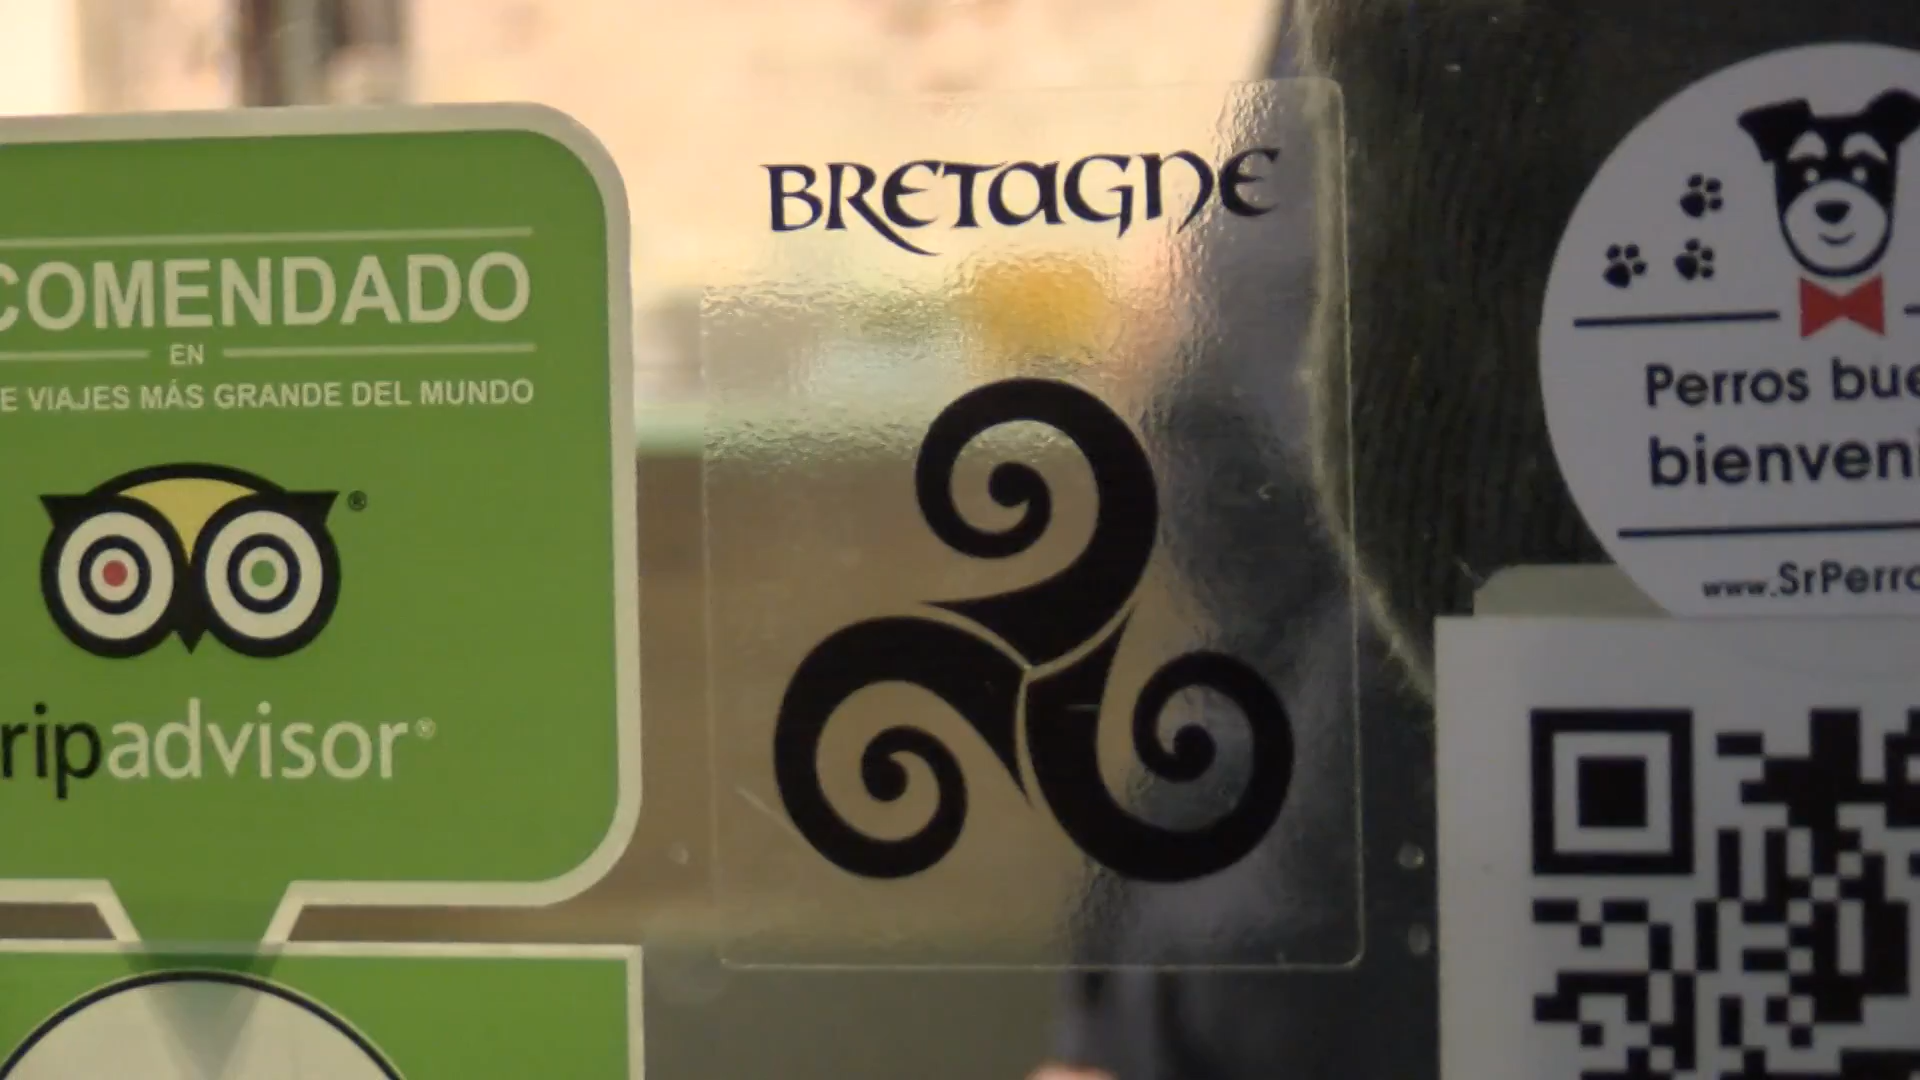 COMENDADO
EN
E VIAJES MÁS GRANDE DEL MUNDO
®
ripadvisor®
BRETAGNE
Perros bue
bienveni
www.SrPerro